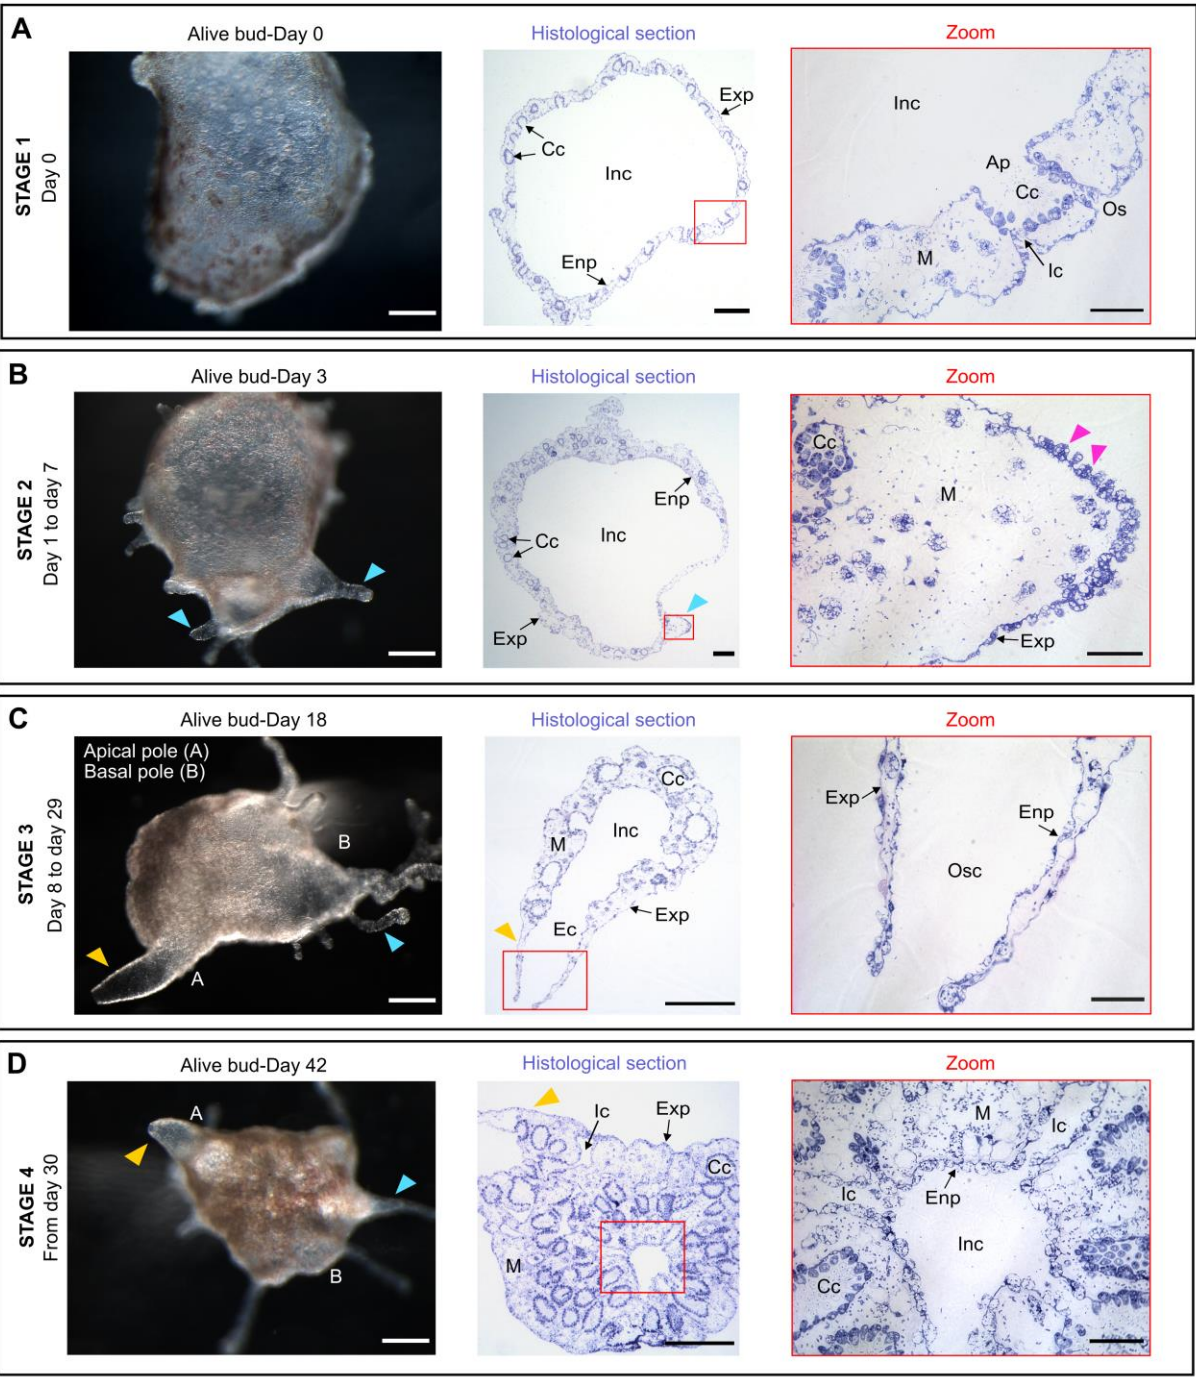 A
Alive bud-Day 0
Histological section
Zoom
STAGE 1
Day 0
Exp
Cc
Inc
Enp
Inc
Ap
Cc
Os
M
Ic
B
Alive bud-Day 3
Histological section
Zoom
STAGE 2
Day 1 to day 7
Enp
Cc
Inc
Exp
Cc
M
Exp
C
Alive bud-Day 18
Histological section
Zoom
STAGE 3
Day 8 to day 29
Apical pole (A)
Basal pole (B)
B
A
Cc
Inc
M
Exp
Ec
Exp
Enp
Osc
D
Alive bud-Day 42
Histological section
Zoom
STAGE 4
From day 30
A
B
Ic
Exp
Cc
M
M
Ic
Enp
Ic
Inc
Cc